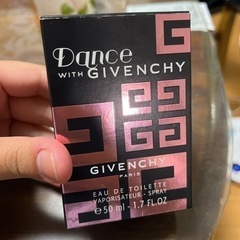 Dance
WITH GIVENCHY
GIVENCHY
PARIS
EAU DE TOILETTE
VAPORISATEUR - SPRAY
e 50 ml - 1.7 FL.OZ